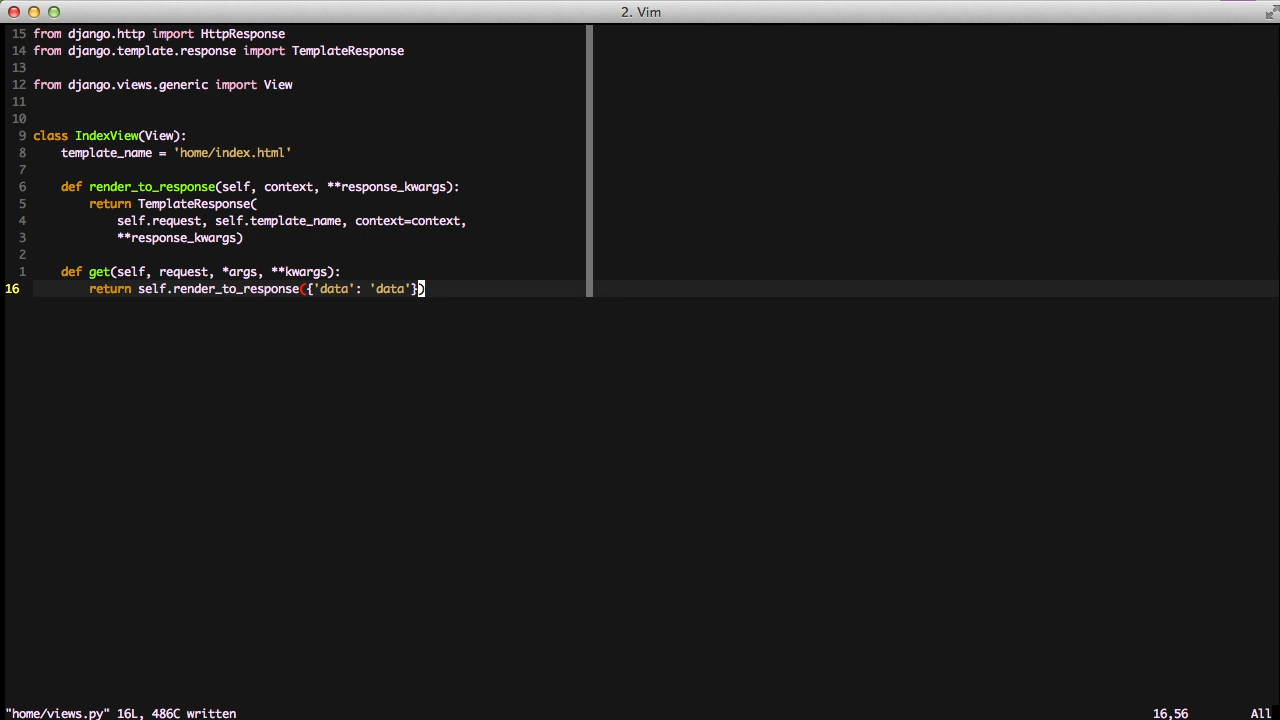 2. Vim
15 from django.http import HttpResponse
14 from django.template.response import TemplateResponse
13
12 from django.views.generic import View
11
10
9 class IndexView(View):
8     template_name = 'home/index.html'
7
6     def render_to_response(self, context, **response_kwargs):
5         return TemplateResponse(
4             self.request, self.template_name, context=context,
3             **response_kwargs)
2
1     def get(self, request, *args, **kwargs):
16         return self.render_to_response({'data': 'data'})
"home/views.py" 16L, 486C written 16,56 All